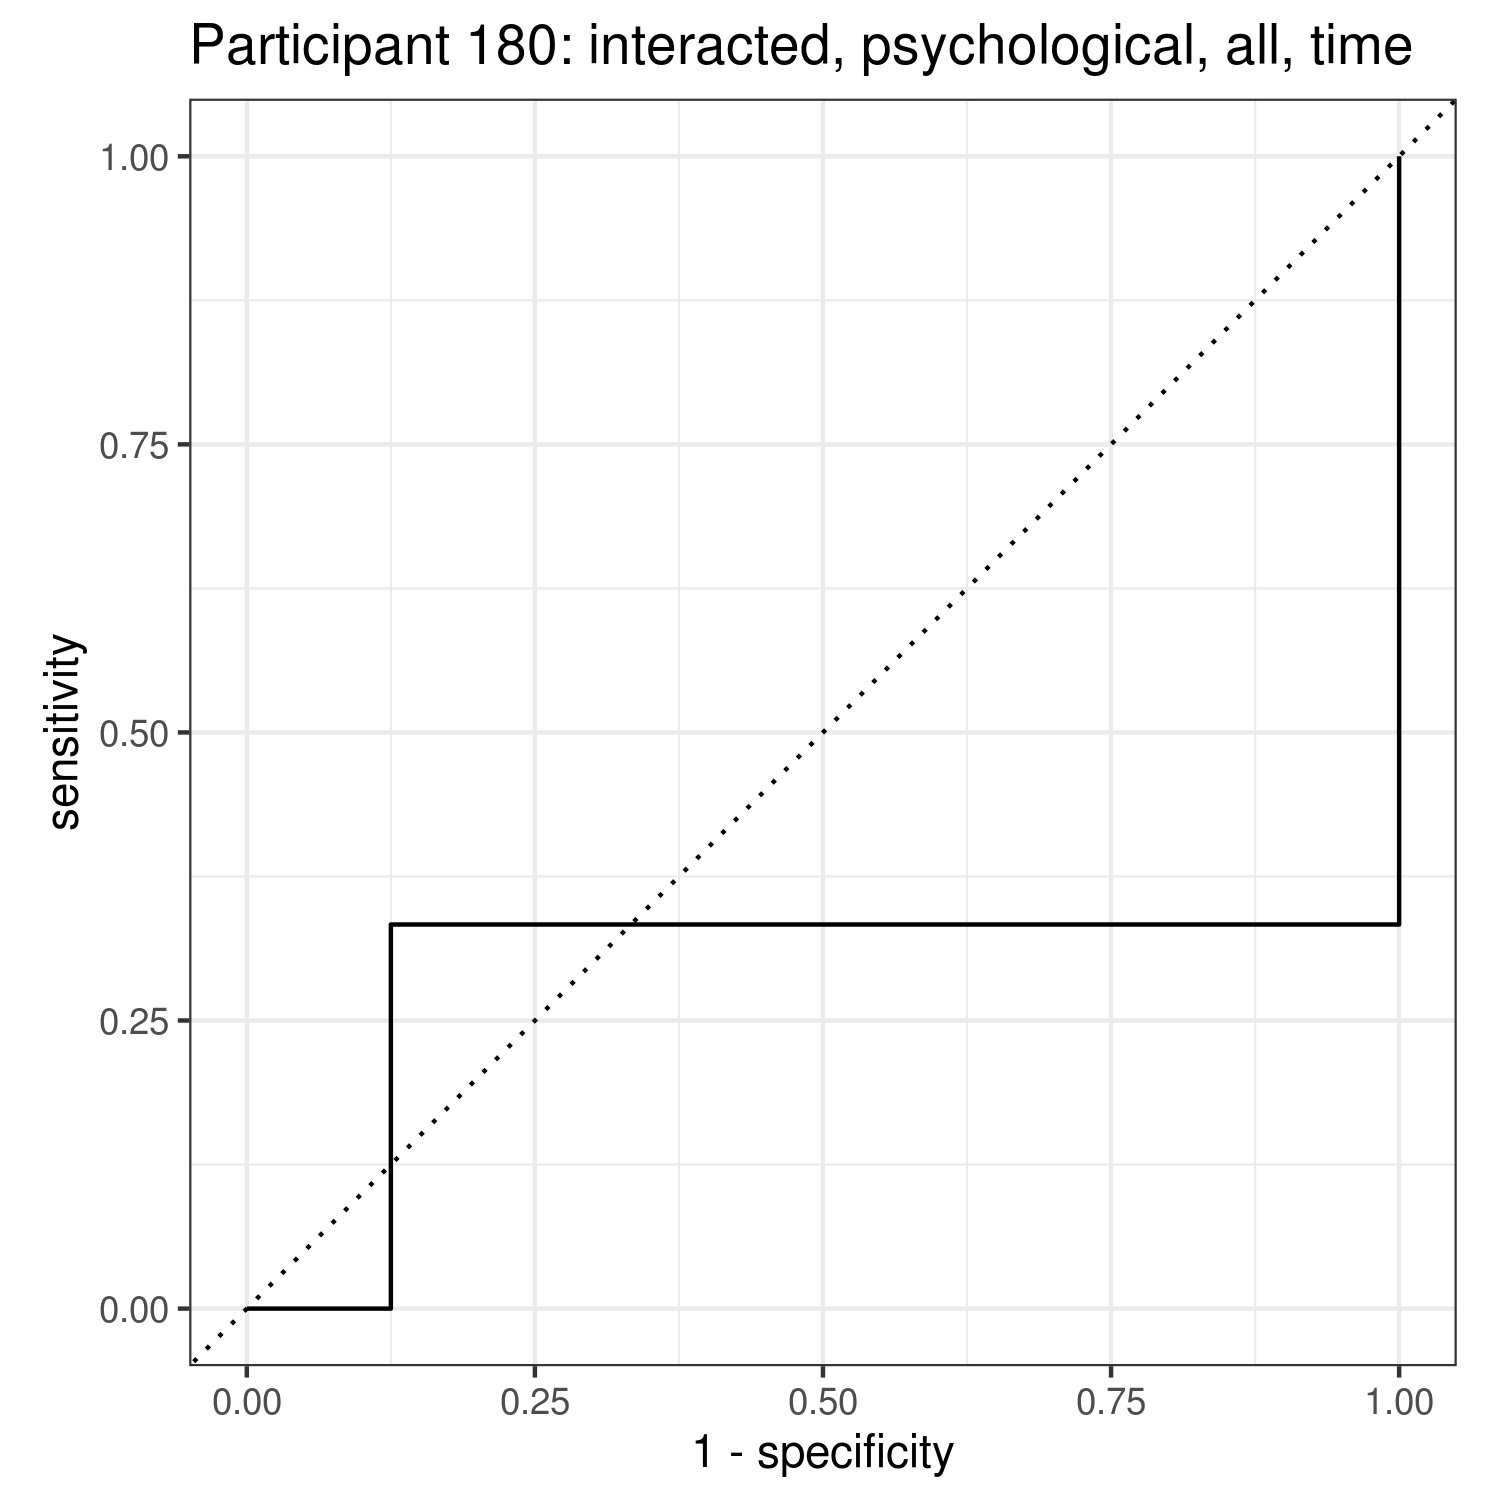 Participant 180: interacted, psychological, all, time
1.00
0.75
0.50
0.25
0.00
sensitivity
0.00 0.25 0.50 0.75 1.00
1 - specificity